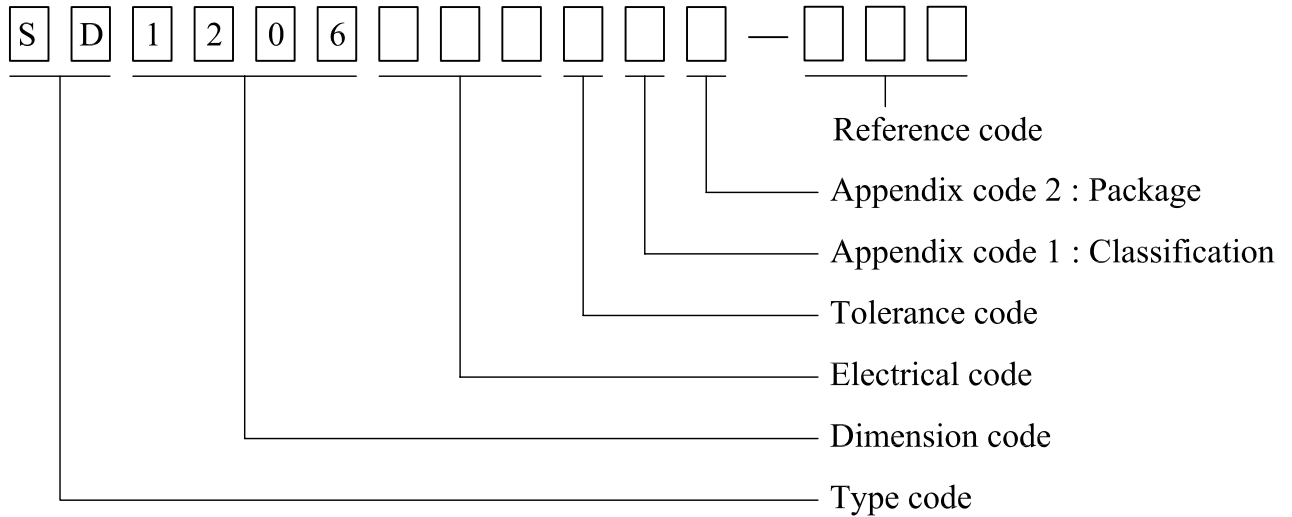 S D 1 2 0 6 —
Reference code
Appendix code 2 : Package
Appendix code 1 : Classification
Tolerance code
Electrical code
Dimension code
Type code